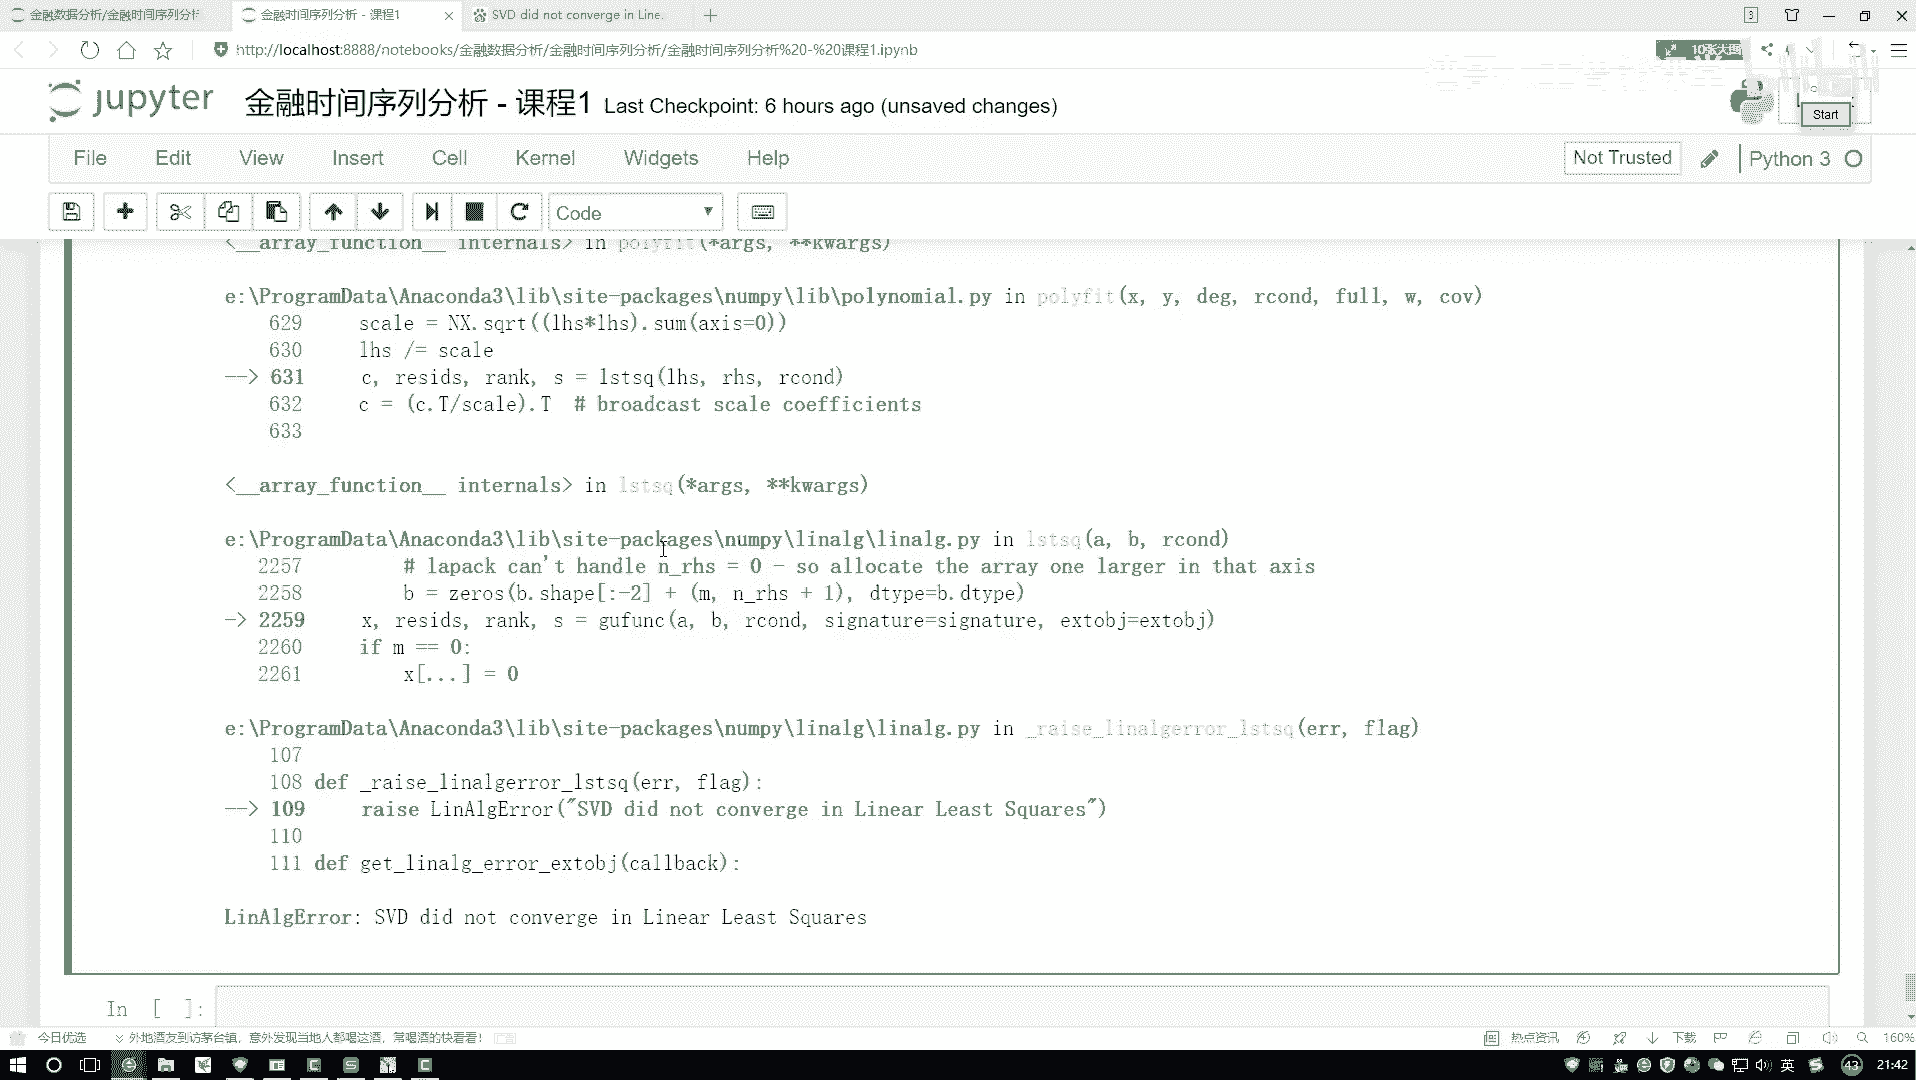 金融数据分析/金融时间序列分析
金融时间序列分析 - 课程1
SVD did not converge in Line
3
http://localhost:8888/notebooks/金融数据分析/金融时间序列分析/金融时间序列分析%20-%20课程1.ipynb
10张大图
jupyter
金融时间序列分析 - 课程1 Last Checkpoint: 6 hours ago (unsaved changes)
Start
File Edit View Insert Cell Kernel Widgets Help
Not Trusted
Python 3
Code
<__array_function__ internals> in polyfit(*args, **kwargs)
e:\ProgramData\Anaconda3\lib\site-packages\numpy\lib\polynomial.py in polyfit(x, y, deg, rcond, full, w, cov)
629 scale = NX.sqrt((lhs*lhs).sum(axis=0))
630 lhs /= scale
--> 631 c, resids, rank, s = lstsq(lhs, rhs, rcond)
632 c = (c.T/scale).T # broadcast scale coefficients
633
<__array_function__ internals> in lstsq(*args, **kwargs)
e:\ProgramData\Anaconda3\lib\site-packages\numpy\linalg\linalg.py in lstsq(a, b, rcond)
2257 # lapack can't handle n_rhs = 0 - so allocate the array one larger in that axis
2258 b = zeros(b.shape[:-2] + (m, n_rhs + 1), dtype=b.dtype)
-> 2259 x, resids, rank, s = gufunc(a, b, rcond, signature=signature, extobj=extobj)
2260 if m == 0:
2261 x[...] = 0
e:\ProgramData\Anaconda3\lib\site-packages\numpy\linalg\linalg.py in _raise_linalgerror_lstsq(err, flag)
107
108 def _raise_linalgerror_lstsq(err, flag):
--> 109 raise LinAlgError("SVD did not converge in Linear Least Squares")
110
111 def get_linalg_error_extobj(callback):
LinAlgError: SVD did not converge in Linear Least Squares
In [ ]:
今日优选
外地酒友到访茅台镇，意外发现当地人都喝这酒，常喝酒的快看看！
热点资讯
下载
160%
英
43
21:42